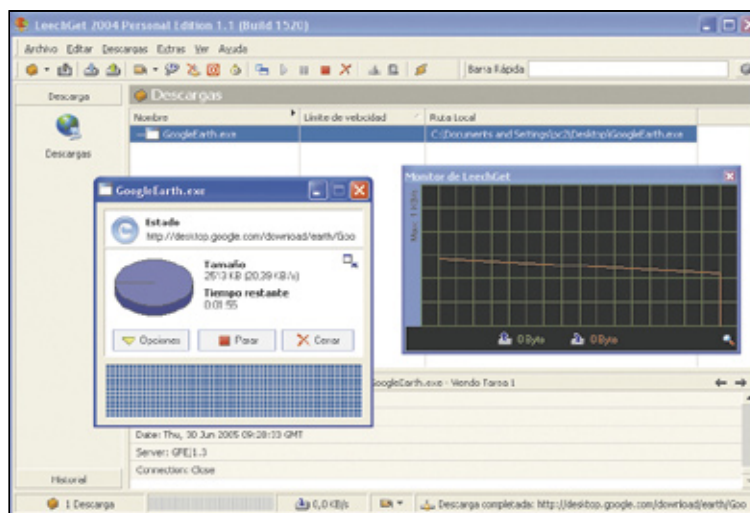 LeechGet 2004 Personal Edition 1.1 (Build 1520)
Archivo Editar Descargas Extras Ver Ayuda
Barra Rápida
Descarga
Descargas
Descargas
Nombre Límite de velocidad Ruta Local
GoogleEarth.exe C:\Documents and Settings\pc2\Desktop\GoogleEarth.exe
GoogleEarth.exe
Estado
http://desktop.google.com/download/earth/Goo
Tamaño
2513 KB (20,39 KB/s)
Tiempo restante
0:01:55
Opciones Parar Cerrar
Monitor de LeechGet
Max: 1 KB/s
0 Byte 0 Byte
GoogleEarth.exe - Viendo Tarea 1
Date: Thu, 30 Jun 2005 09:28:33 GMT
Server: GFE/1.3
Connection: Close
Historial
1 Descarga 0,0 KB/s Descarga completada: http://desktop.google.com/download/earth/Goo